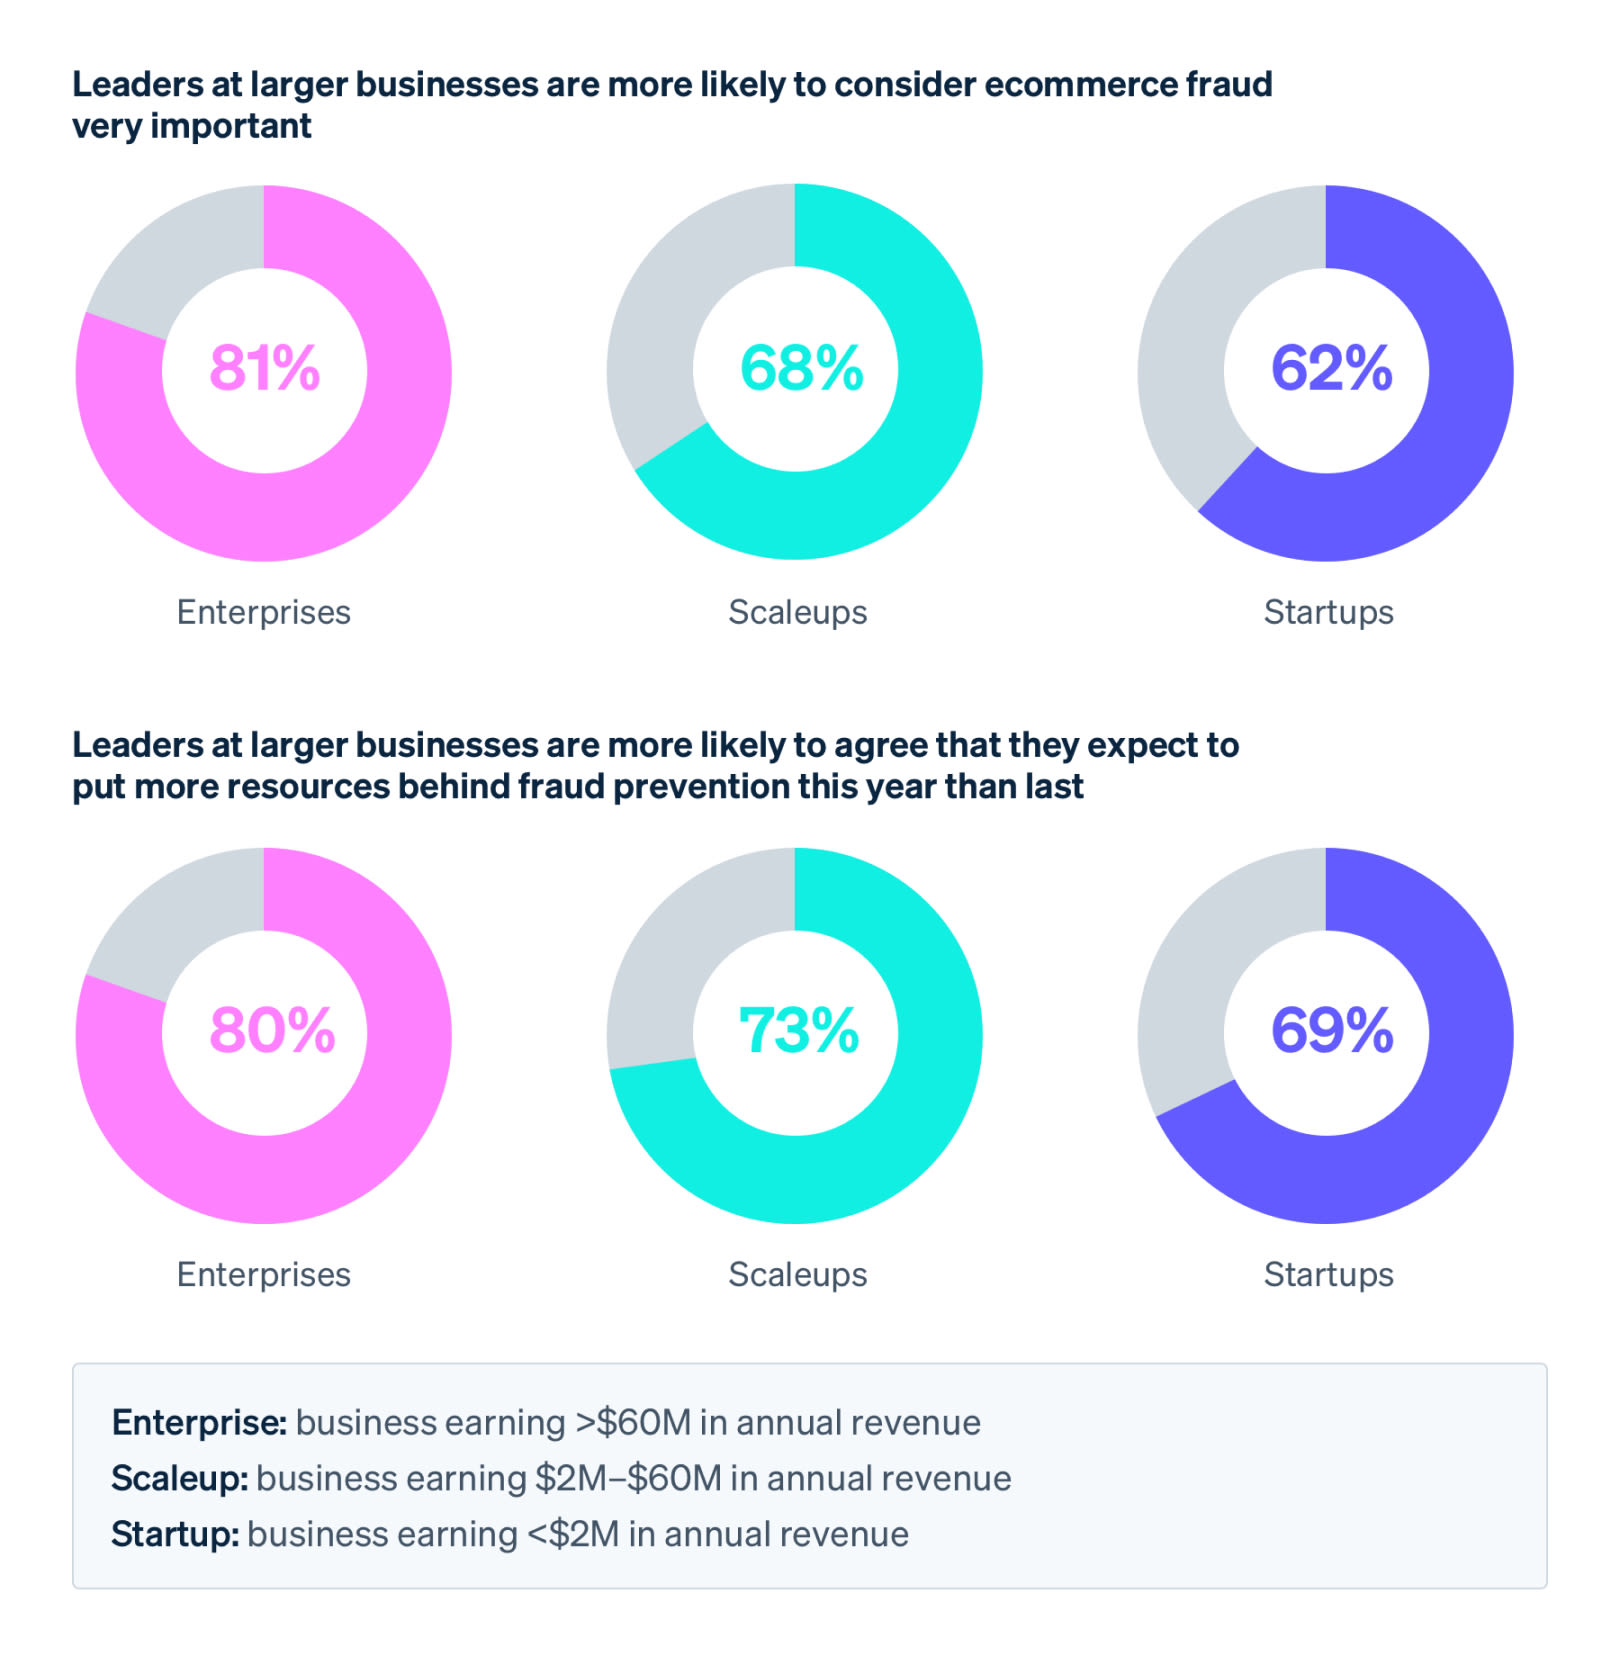 Leaders at larger businesses are more likely to consider ecommerce fraud
very important
81%
68%
62%
Enterprises
Scaleups
Startups
Leaders at larger businesses are more likely to agree that they expect to
put more resources behind fraud prevention this year than last
80%
73%
69%
Enterprises
Scaleups
Startups
Enterprise: business earning >$60M in annual revenue
Scaleup: business earning $2M–$60M in annual revenue
Startup: business earning <$2M in annual revenue